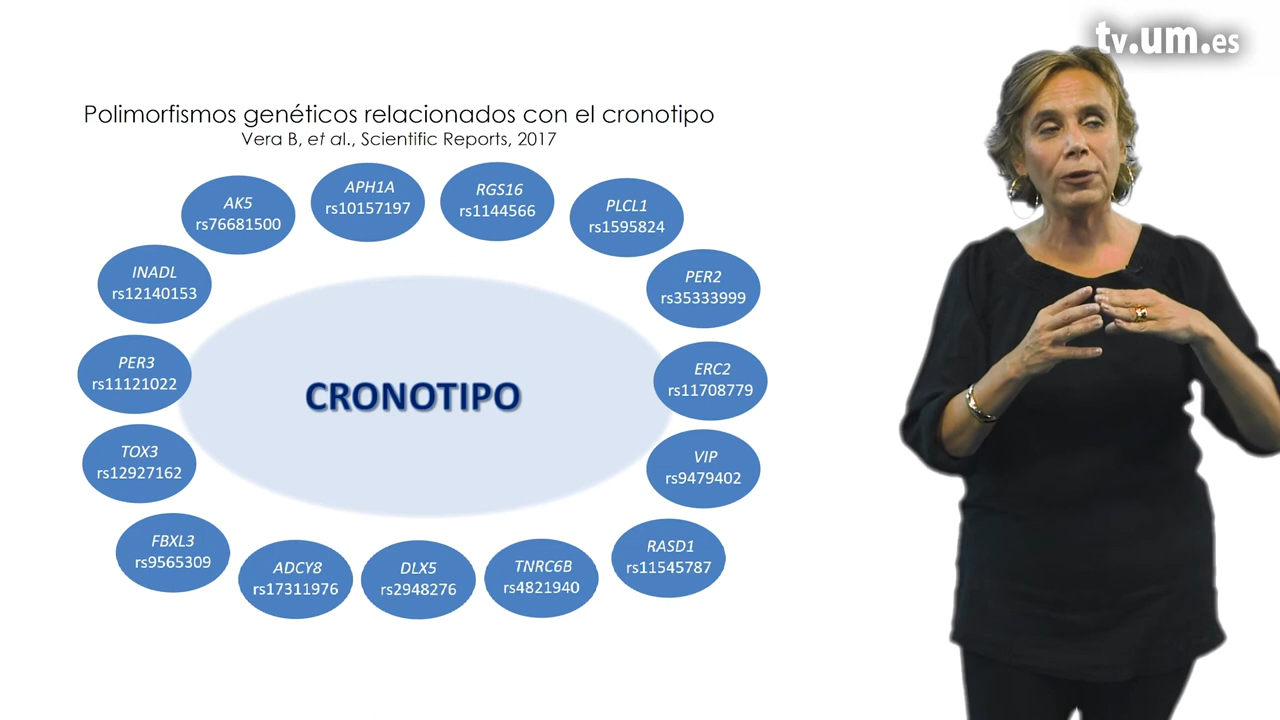 tv.um.es
Polimorfismos genéticos relacionados con el cronotipo
Vera B, et al., Scientific Reports, 2017
AK5
rs76681500
APH1A
rs10157197
RGS16
rs1144566
PLCL1
rs1595824
PER2
rs35333999
ERC2
rs11708779
VIP
rs9479402
RASD1
rs11545787
TNRC6B
rs4821940
DLX5
rs2948276
ADCY8
rs17311976
FBXL3
rs9565309
TOX3
rs12927162
PER3
rs11121022
INADL
rs12140153
CRONOTIPO